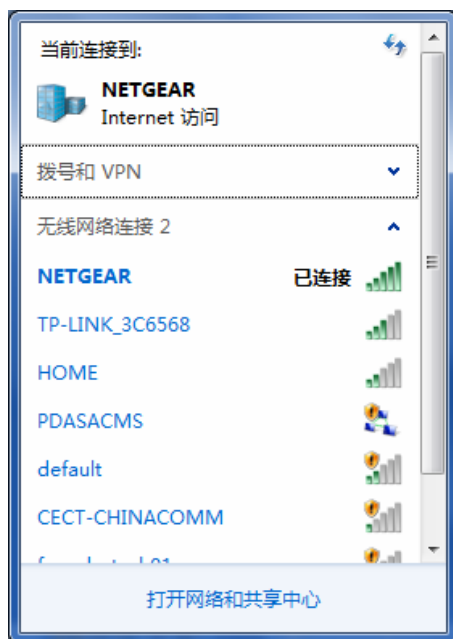 当前连接到:
NETGEAR
Internet 访问
拨号和 VPN
无线网络连接 2
NETGEAR 已连接
TP-LINK_3C6568
HOME
PDASACMS
default
CECT-CHINACOMM
打开网络和共享中心